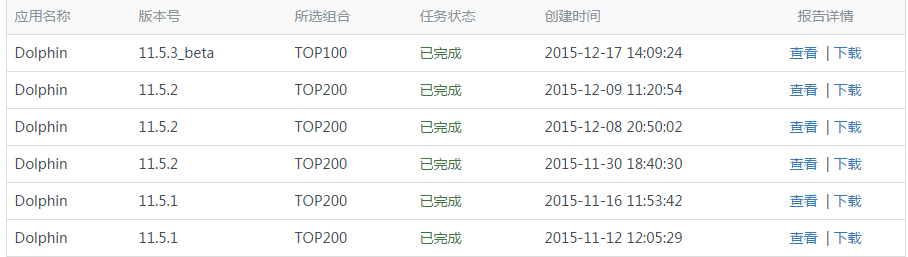 应用名称 版本号 所选组合 任务状态 创建时间 报告详情
Dolphin 11.5.3_beta TOP100 已完成 2015-12-17 14:09:24 查看 | 下载
Dolphin 11.5.2 TOP200 已完成 2015-12-09 11:20:54 查看 | 下载
Dolphin 11.5.2 TOP200 已完成 2015-12-08 20:50:02 查看 | 下载
Dolphin 11.5.2 TOP200 已完成 2015-11-30 18:40:30 查看 | 下载
Dolphin 11.5.1 TOP200 已完成 2015-11-16 11:53:42 查看 | 下载
Dolphin 11.5.1 TOP200 已完成 2015-11-12 12:05:29 查看 | 下载